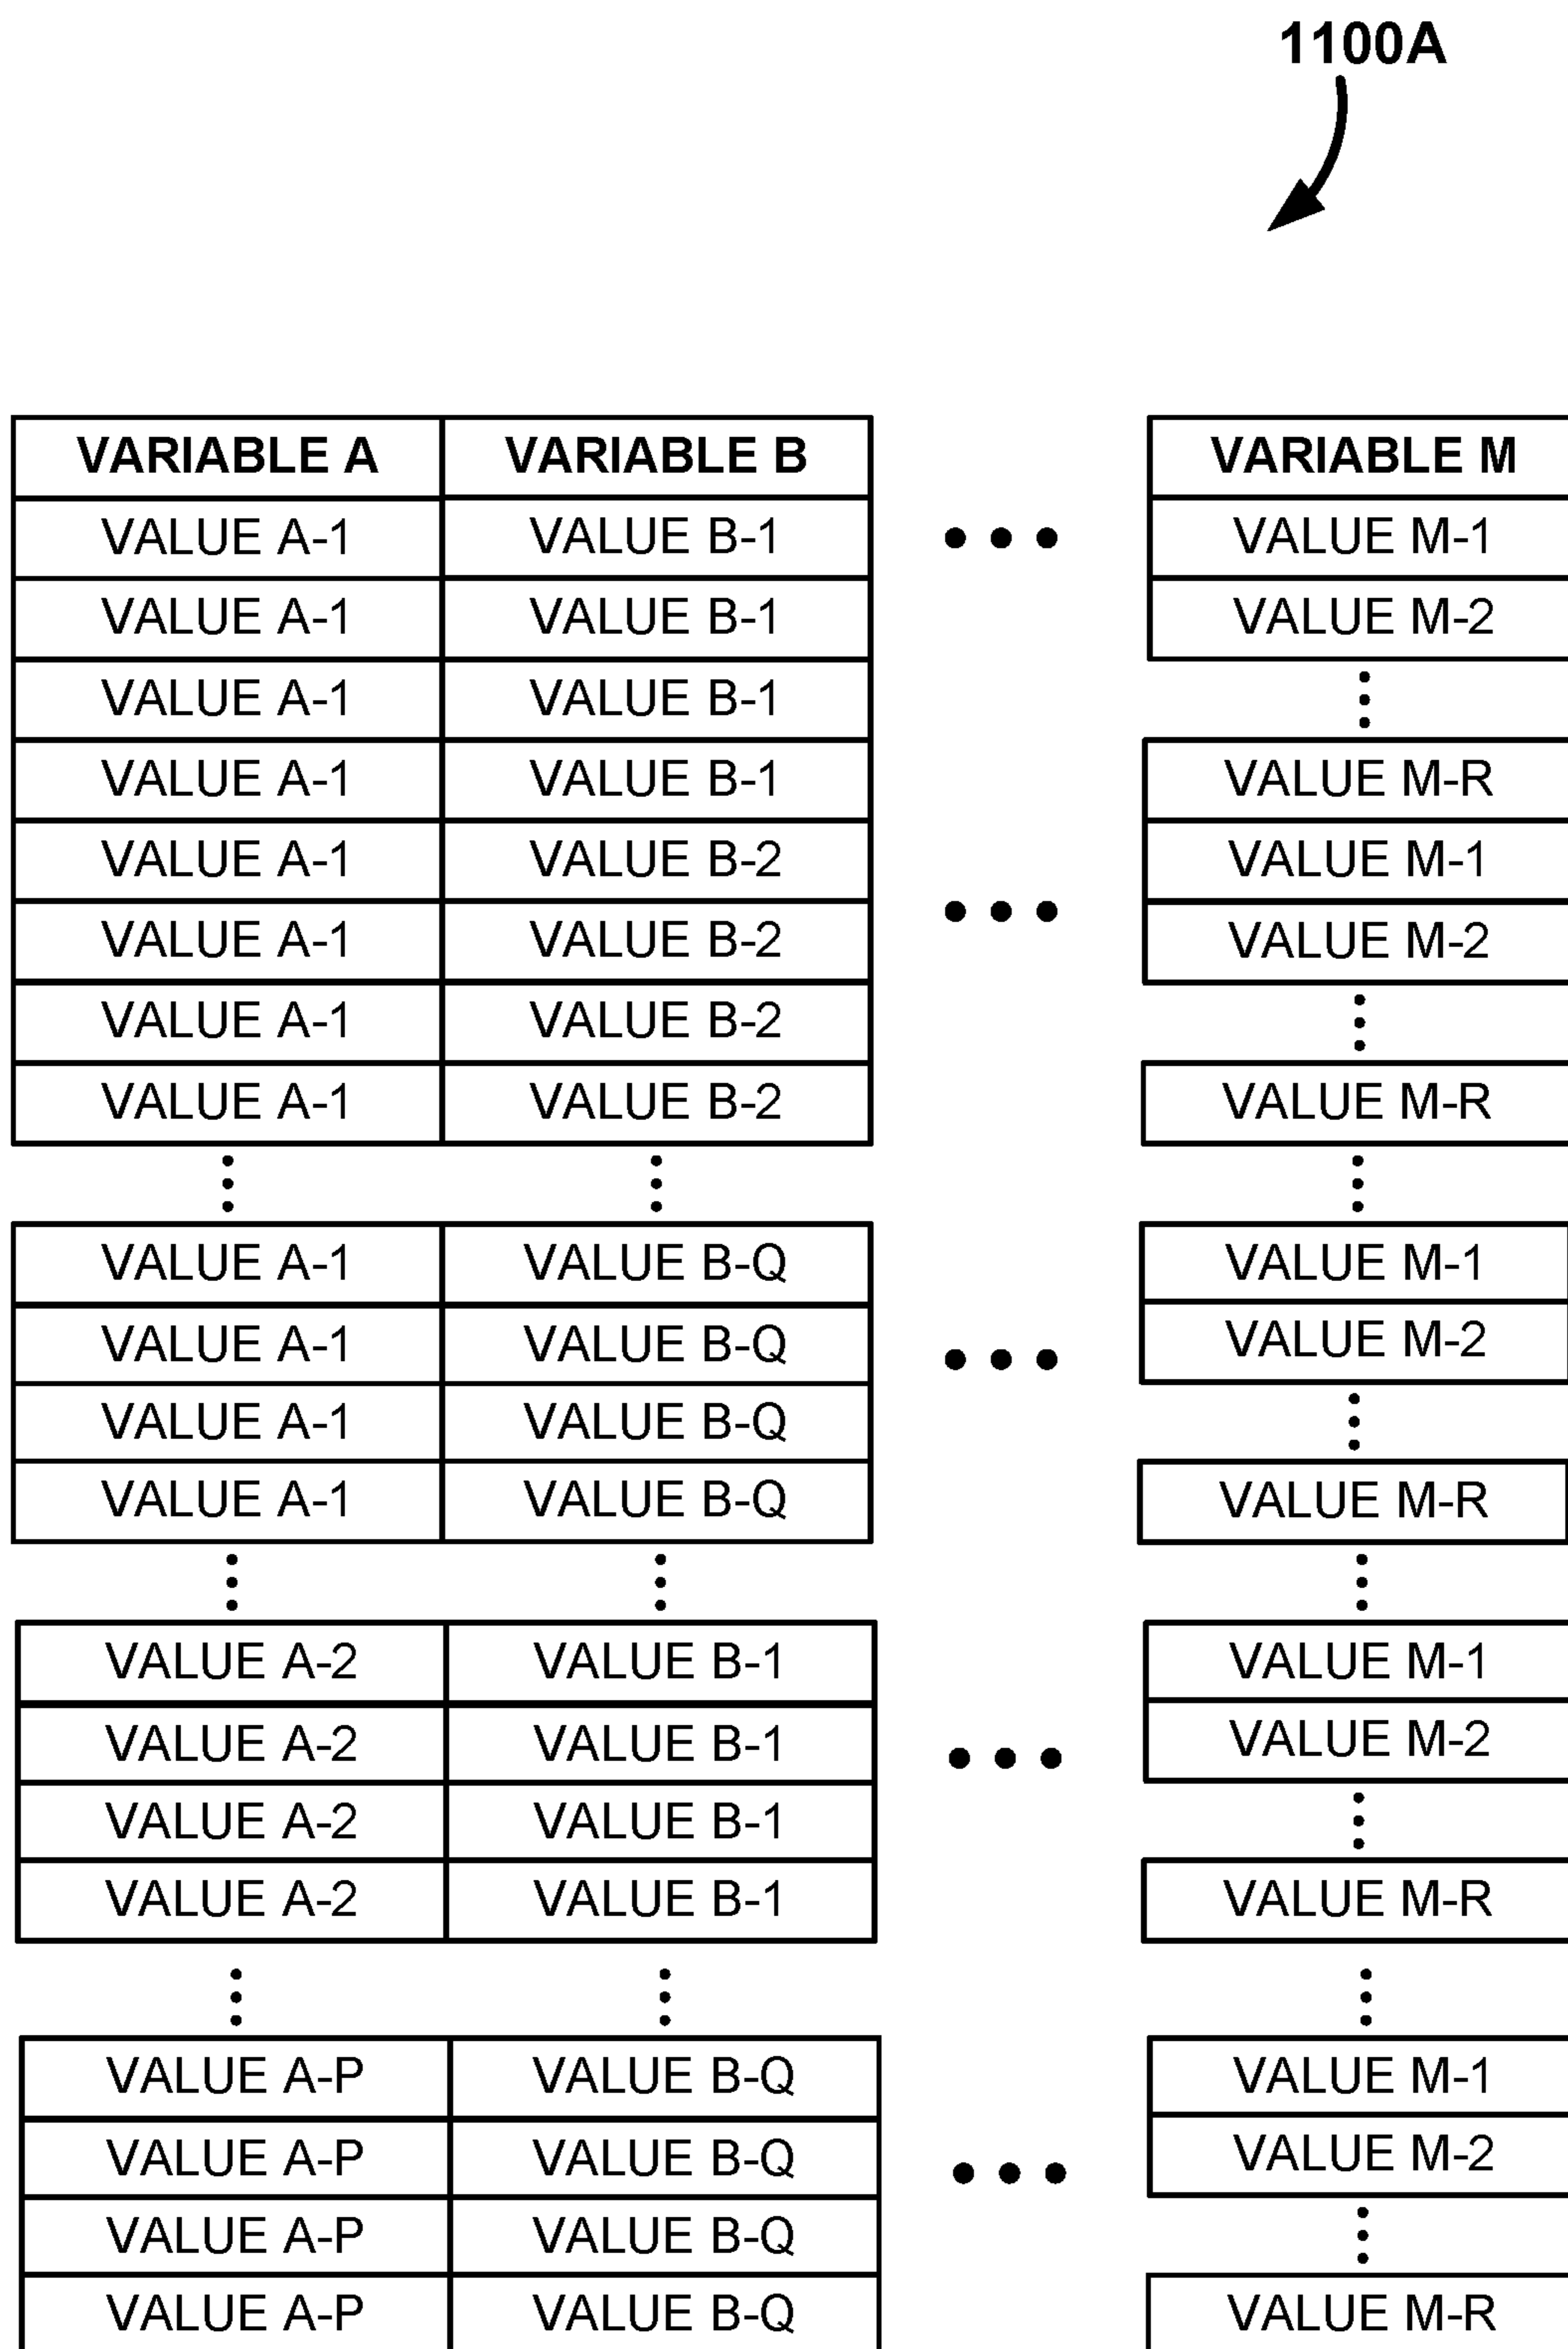 1100A
VARIABLE A VARIABLE B VARIABLE M
VALUE A-1 VALUE B-1 VALUE M-1
VALUE A-1 VALUE B-1 VALUE M-2
VALUE A-1 VALUE B-1
VALUE A-1 VALUE B-1 VALUE M-R
VALUE A-1 VALUE B-2 VALUE M-1
VALUE A-1 VALUE B-2 VALUE M-2
VALUE A-1 VALUE B-2
VALUE A-1 VALUE B-2 VALUE M-R
VALUE A-1 VALUE B-Q VALUE M-1
VALUE A-1 VALUE B-Q VALUE M-2
VALUE A-1 VALUE B-Q
VALUE A-1 VALUE B-Q VALUE M-R
VALUE A-2 VALUE B-1 VALUE M-1
VALUE A-2 VALUE B-1 VALUE M-2
VALUE A-2 VALUE B-1
VALUE A-2 VALUE B-1 VALUE M-R
VALUE A-P VALUE B-Q VALUE M-1
VALUE A-P VALUE B-Q VALUE M-2
VALUE A-P VALUE B-Q
VALUE A-P VALUE B-Q VALUE M-R